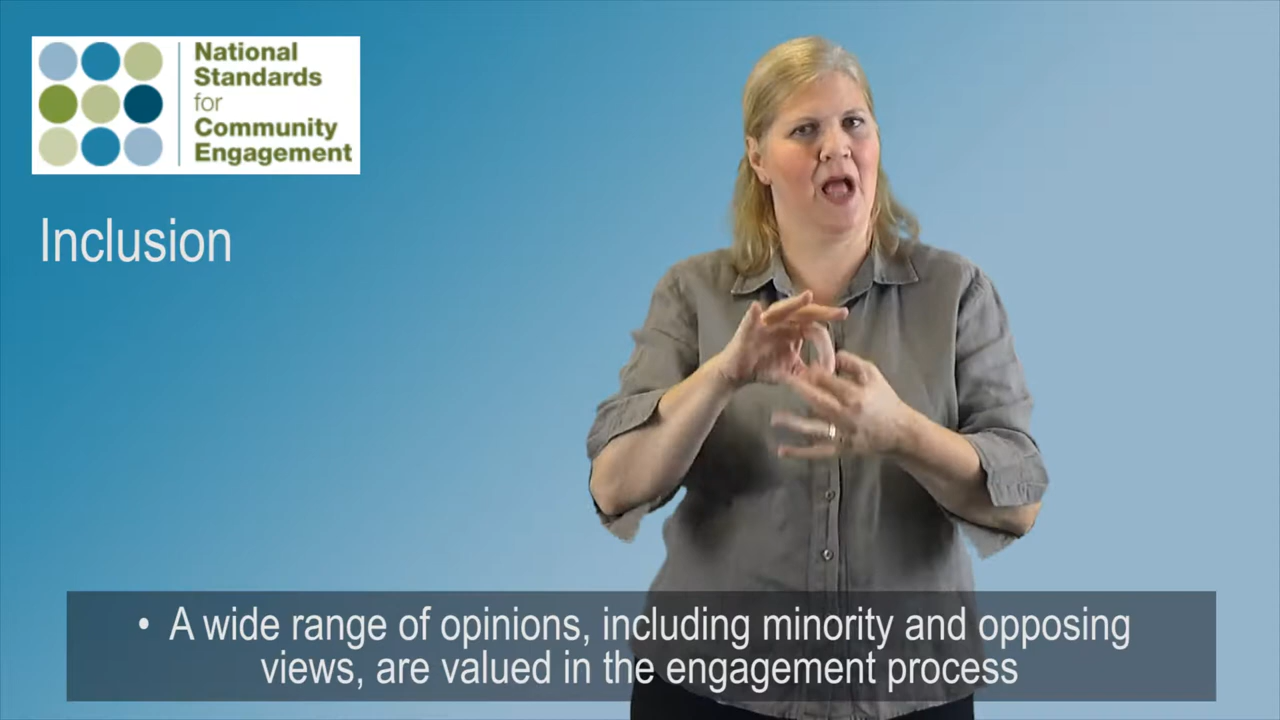 National
Standards
for
Community
Engagement
Inclusion
• A wide range of opinions, including minority and opposing
views, are valued in the engagement process